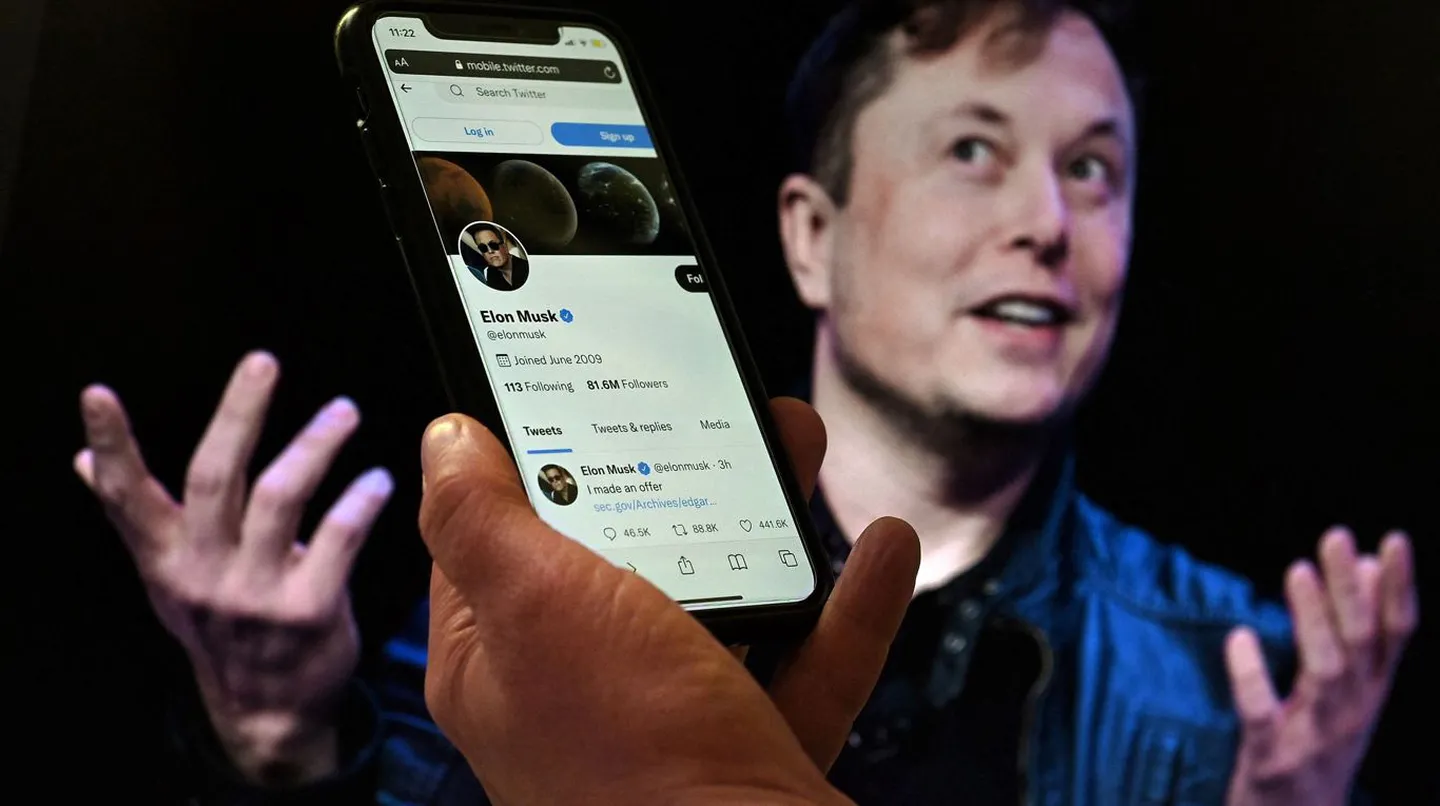 11:22
AA mobile.twitter.com
Search Twitter
Log in Sign up
Fol
Elon Musk
@elonmusk
Joined June 2009
113 Following 81.6M Followers
Tweets Tweets & replies Media
Elon Musk @elonmusk · 3h
I made an offer
sec.gov/Archives/edgar...
46.5K 88.8K 441.6K